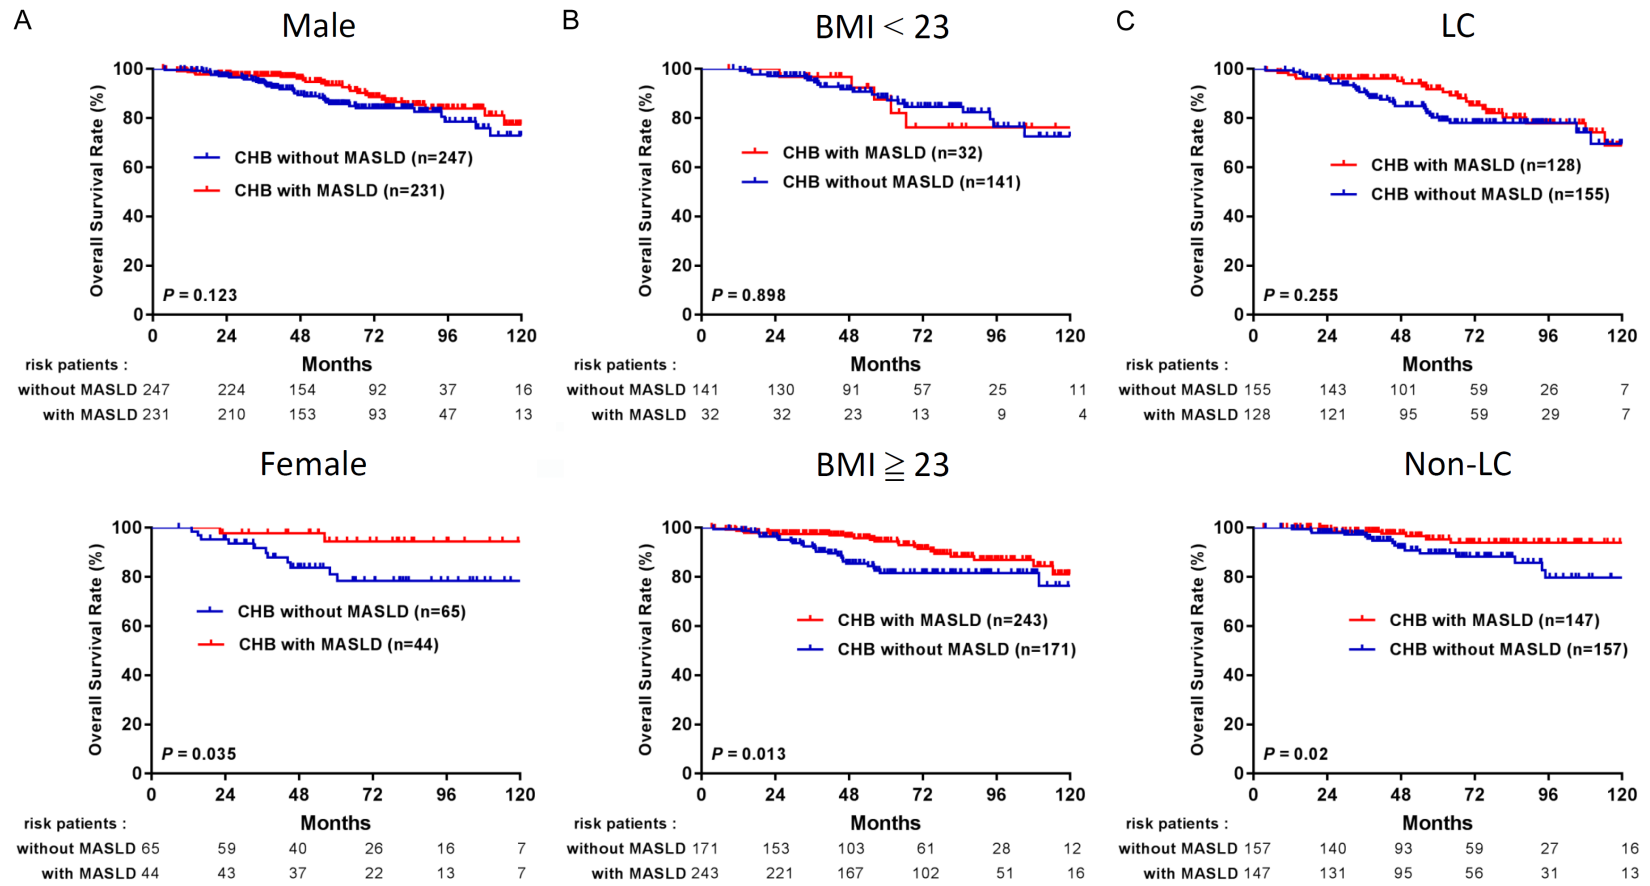 A
Male
100
80
60
40
20
0
Overall Survival Rate (%)
CHB without MASLD (n=247)
CHB with MASLD (n=231)
P = 0.123
0 24 48 72 96 120
Months
risk patients :
without MASLD 247 224 154 92 37 16
with MASLD 231 210 153 93 47 13
Female
100
80
60
40
20
0
Overall Survival Rate (%)
CHB without MASLD (n=65)
CHB with MASLD (n=44)
P = 0.035
0 24 48 72 96 120
Months
risk patients :
without MASLD 65 59 40 26 16 7
with MASLD 44 43 37 22 13 7
B
BMI < 23
100
80
60
40
20
0
Overall Survival Rate (%)
CHB with MASLD (n=32)
CHB without MASLD (n=141)
P = 0.898
0 24 48 72 96 120
Months
risk patients :
without MASLD 141 130 91 57 25 11
with MASLD 32 32 23 13 9 4
BMI ≧ 23
100
80
60
40
20
0
Overall Survival Rate (%)
CHB with MASLD (n=243)
CHB without MASLD (n=171)
P = 0.013
0 24 48 72 96 120
Months
risk patients :
without MASLD 171 153 103 61 28 12
with MASLD 243 221 167 102 51 16
C
LC
100
80
60
40
20
0
Overall Survival Rate (%)
CHB with MASLD (n=128)
CHB without MASLD (n=155)
P = 0.255
0 24 48 72 96 120
Months
risk patients :
without MASLD 155 143 101 59 26 7
with MASLD 128 121 95 59 29 7
Non-LC
100
80
60
40
20
0
Overall Survival Rate (%)
CHB with MASLD (n=147)
CHB without MASLD (n=157)
P = 0.02
0 24 48 72 96 120
Months
risk patients :
without MASLD 157 140 93 59 27 16
with MASLD 147 131 95 56 31 13